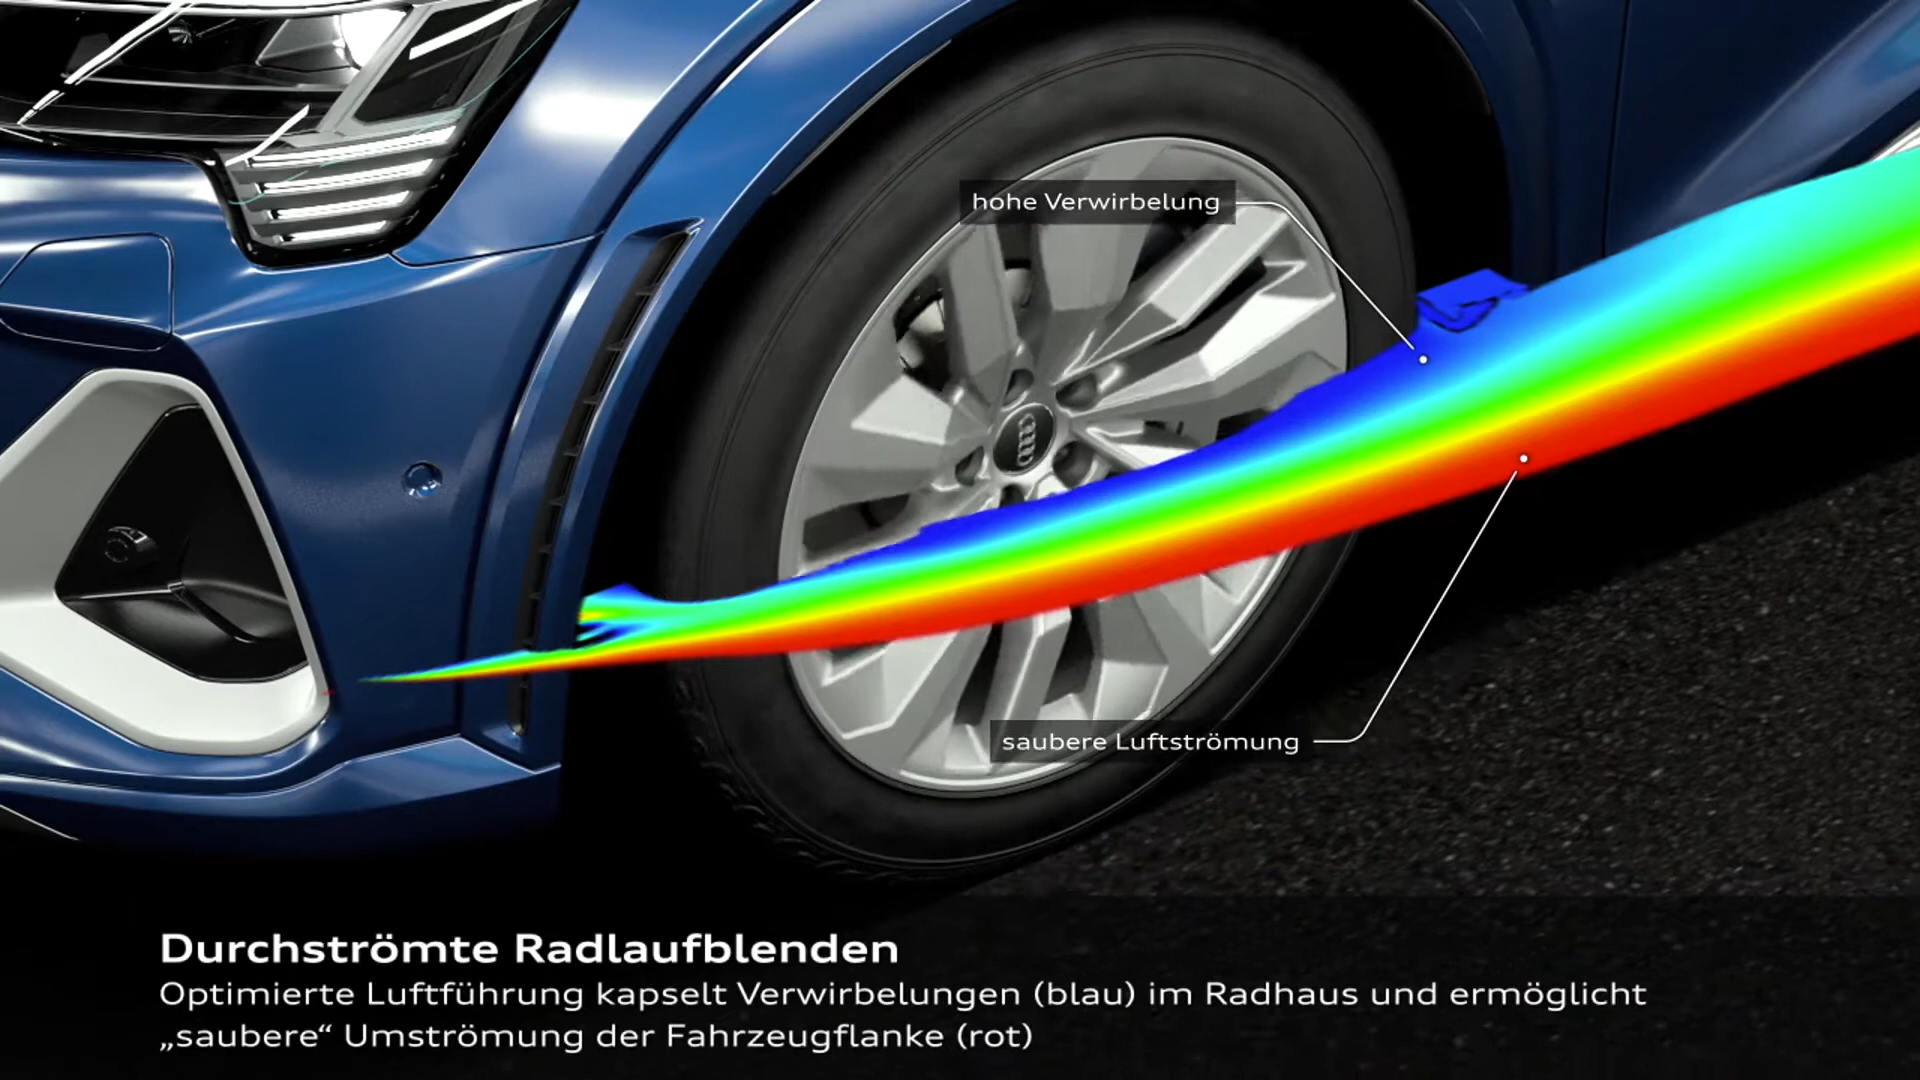 hohe Verwirbelung
saubere Luftströmung
Durchströmte Radlaufblenden
Optimierte Luftführung kapselt Verwirbelungen (blau) im Radhaus und ermöglicht
„saubere“ Umströmung der Fahrzeugflanke (rot)